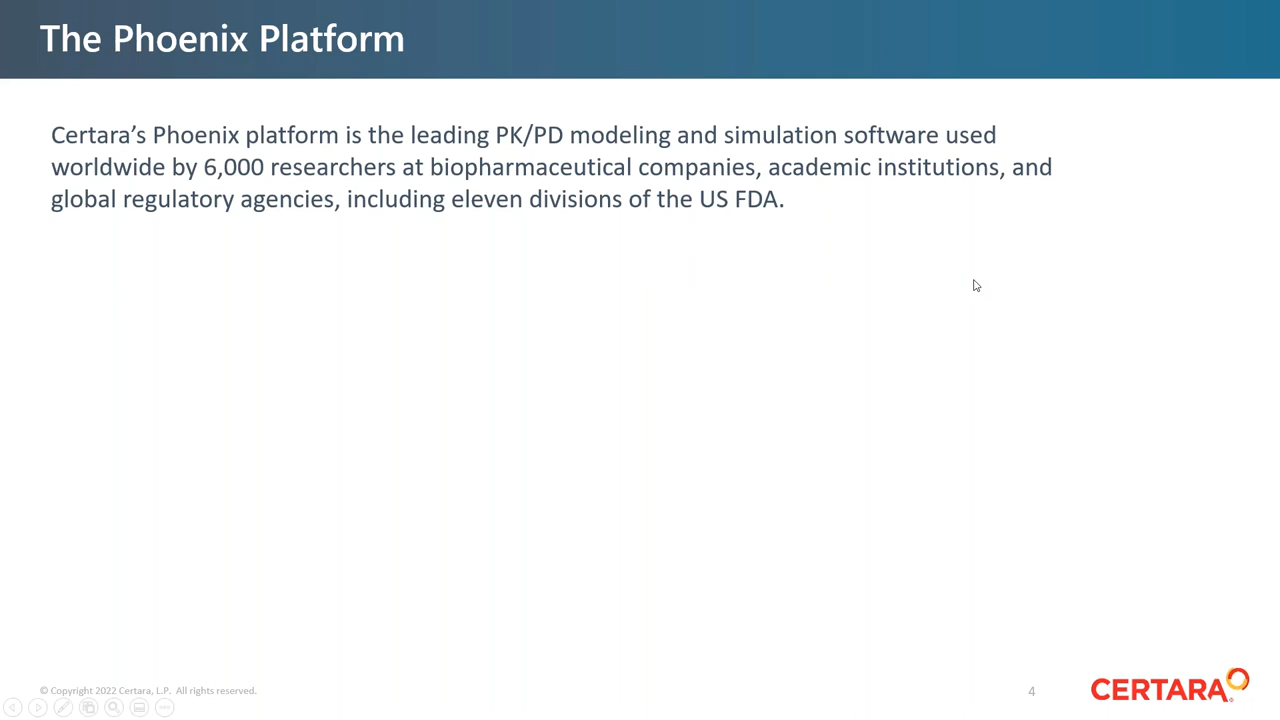 The Phoenix Platform
Certara’s Phoenix platform is the leading PK/PD modeling and simulation software used
worldwide by 6,000 researchers at biopharmaceutical companies, academic institutions, and
global regulatory agencies, including eleven divisions of the US FDA.
© Copyright 2022 Certara, L.P.  All rights reserved.
4
CERTARA